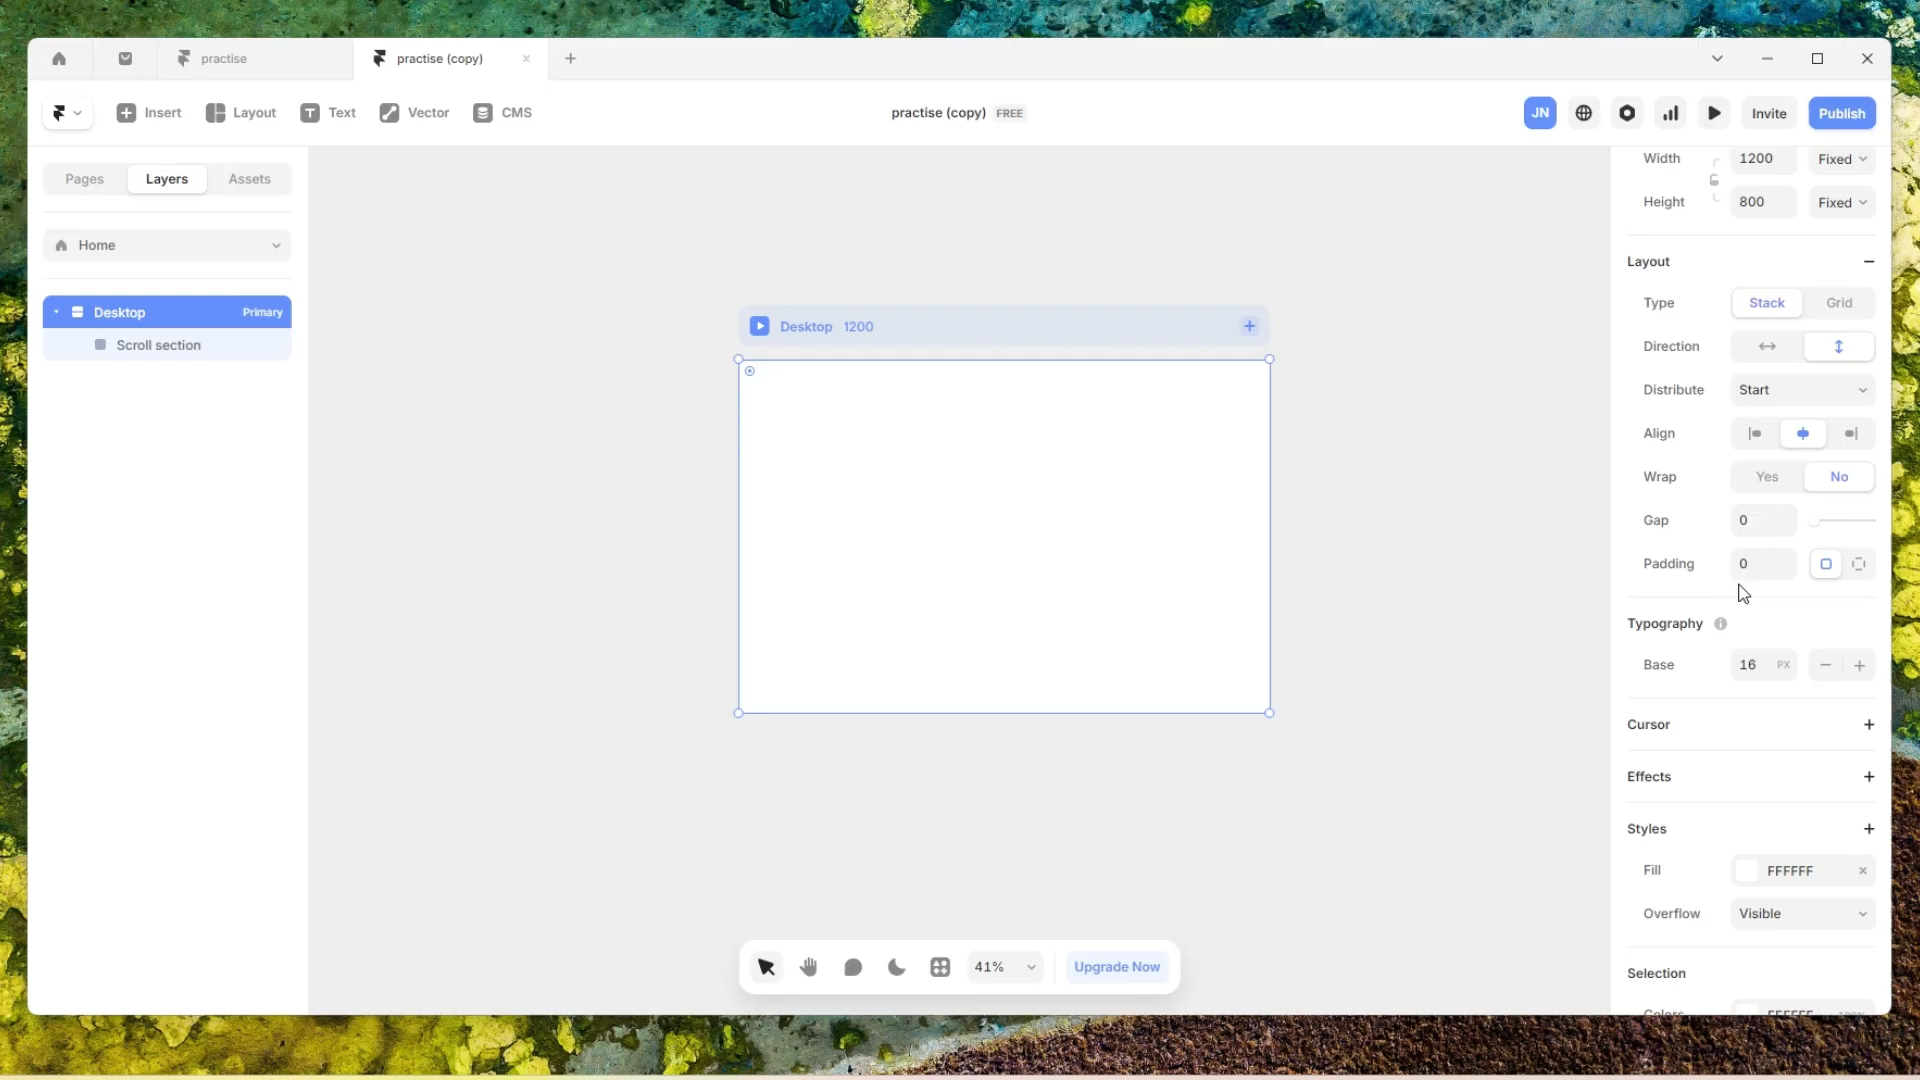 practise
practise (copy)
Insert
Layout
Text
Vector
CMS
practise (copy) FREE
JN
Invite
Publish
Pages
Layers
Assets
Home
Desktop Primary
Scroll section
Desktop 1200
41%
Upgrade Now
Width 1200 Fixed
Height 800 Fixed
Layout
Type Stack Grid
Direction
Distribute Start
Align
Wrap Yes No
Gap 0
Padding 0
Typography
Base 16 PX
Cursor
Effects
Styles
Fill FFFFFF
Overflow Visible
Selection
Colors FFFFFF 100%